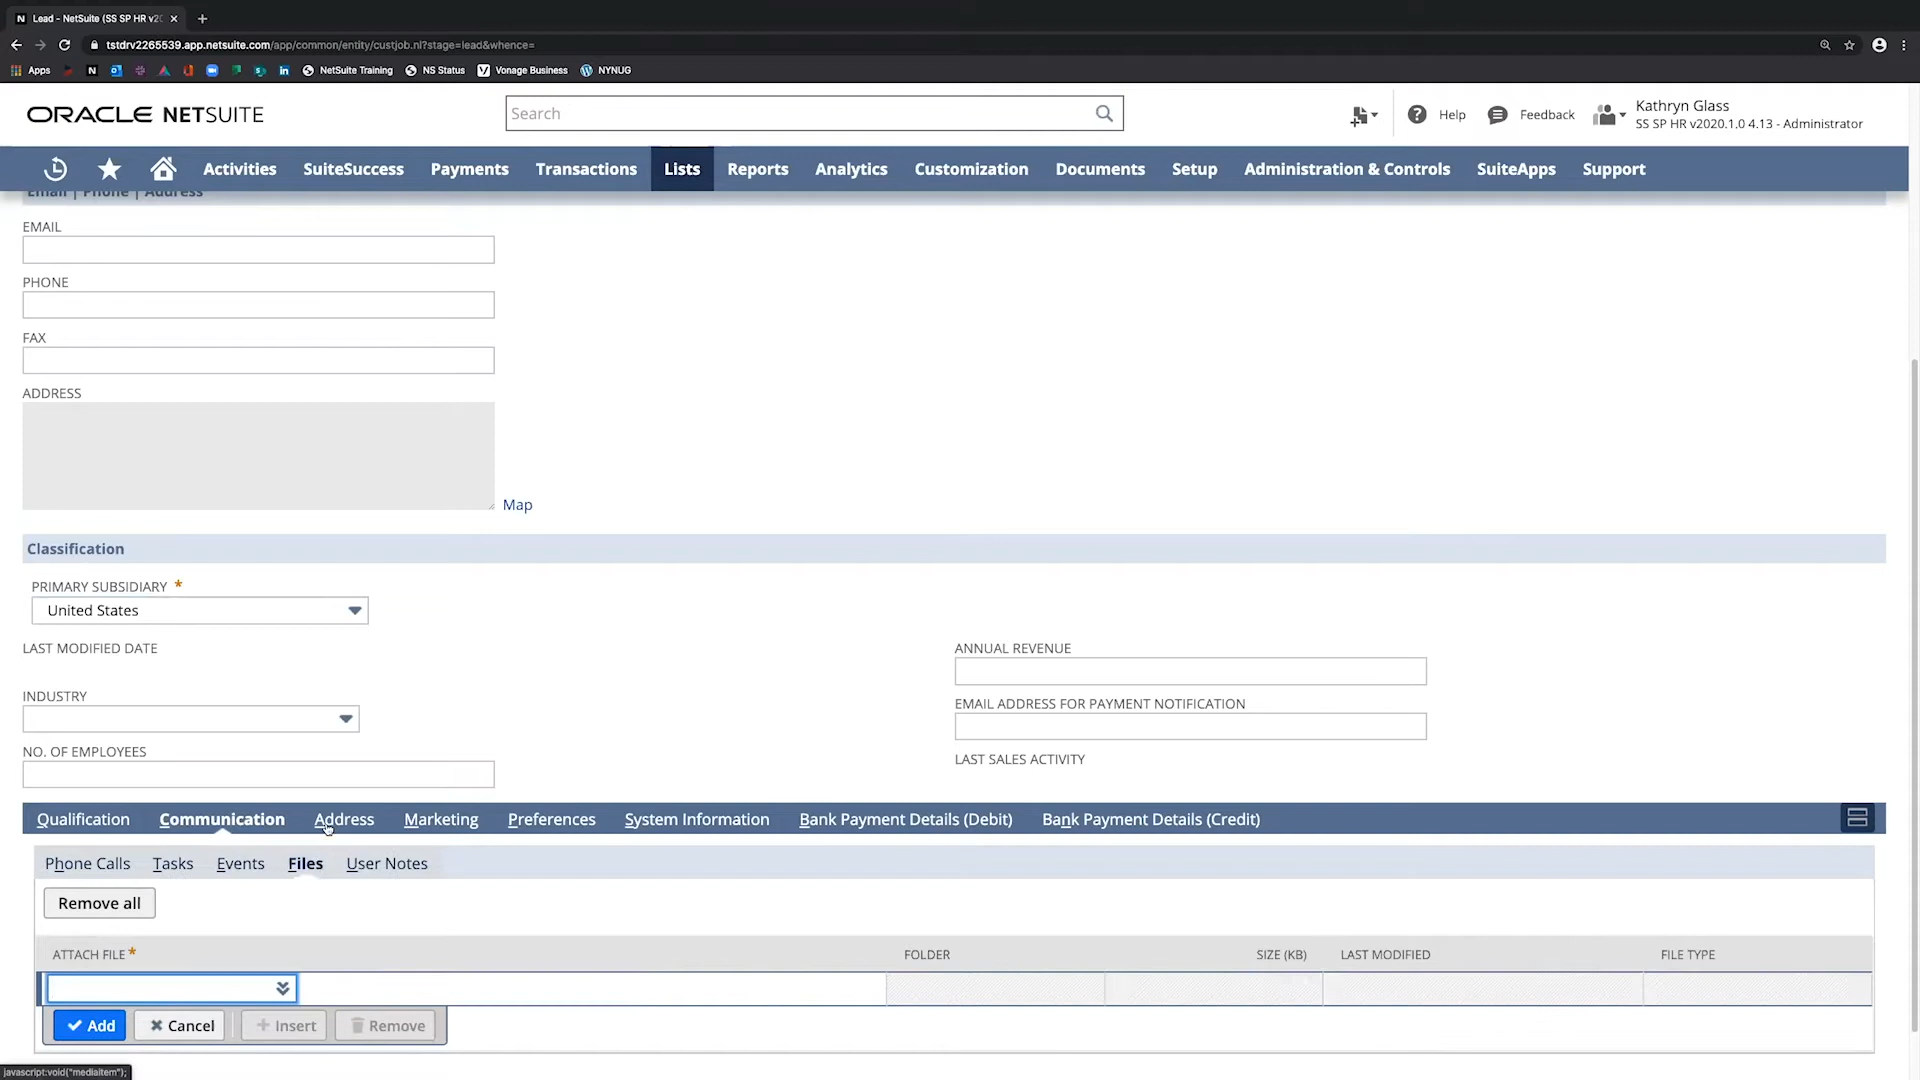 Lead - NetSuite (SS SP HR v20
tstdrv2265539.app.netsuite.com/app/common/entity/custjob.nl?stage=lead&whence=
Apps
NetSuite Training
NS Status
Vonage Business
NYNUG
ORACLE NETSUITE
Search
Help
Feedback
Kathryn Glass
SS SP HR v2020.1.0 4.13 - Administrator
Activities
SuiteSuccess
Payments
Transactions
Lists
Reports
Analytics
Customization
Documents
Setup
Administration & Controls
SuiteApps
Support
Email | Phone | Address
EMAIL
PHONE
FAX
ADDRESS
Map
Classification
PRIMARY SUBSIDIARY *
United States
LAST MODIFIED DATE
ANNUAL REVENUE
INDUSTRY
EMAIL ADDRESS FOR PAYMENT NOTIFICATION
NO. OF EMPLOYEES
LAST SALES ACTIVITY
Qualification
Communication
Address
Marketing
Preferences
System Information
Bank Payment Details (Debit)
Bank Payment Details (Credit)
Phone Calls
Tasks
Events
Files
User Notes
Remove all
ATTACH FILE *
FOLDER
SIZE (KB)
LAST MODIFIED
FILE TYPE
Add
Cancel
Insert
Remove
javascript:void("mediaitem");